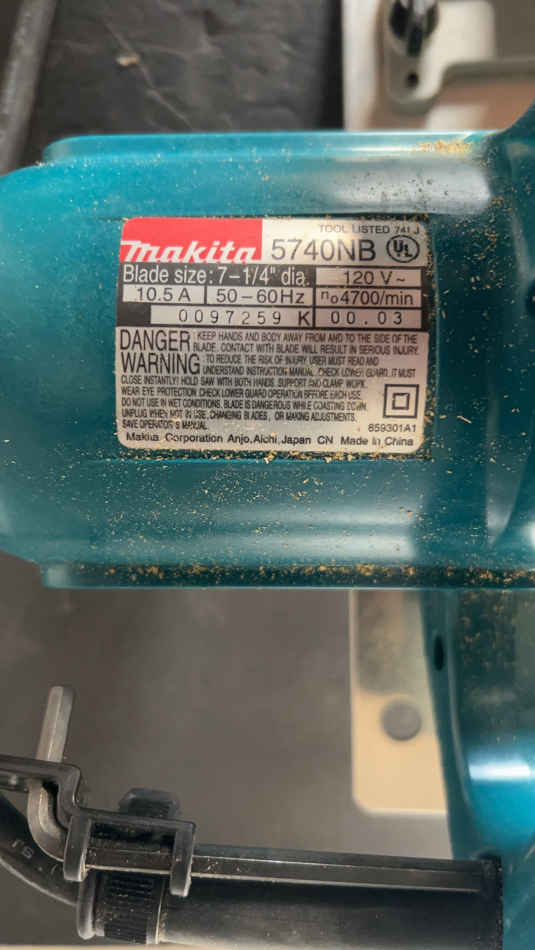 TOOL LISTED 741J
makita 5740NB UL
Blade size: 7-1/4" dia. 120 V~
10.5 A 50-60Hz no4700/min
0097259 K 00.03
DANGER : KEEP HANDS AND BODY AWAY FROM AND TO THE SIDE OF THE
BLADE. CONTACT WITH BLADE WILL RESULT IN SERIOUS INJURY.
WARNING : TO REDUCE THE RISK OF INJURY USER MUST READ AND
UNDERSTAND INSTRUCTION MANUAL. CHECK LOWER GUARD. IT MUST
CLOSE INSTANTLY! HOLD SAW WITH BOTH HANDS. SUPPORT AND CLAMP WORK.
WEAR EYE PROTECTION. CHECK LOWER GUARD OPERATION BEFORE EACH USE.
DO NOT USE IN WET CONDITIONS. BLADE IS DANGEROUS WHILE COASTING DOWN.
UNPLUG WHEN NOT IN USE, CHANGING BLADES, OR MAKING ADJUSTMENTS.
SAVE OPERATOR'S MANUAL. 859301A1
Makita Corporation Anjo, Aichi, Japan CN Made in China